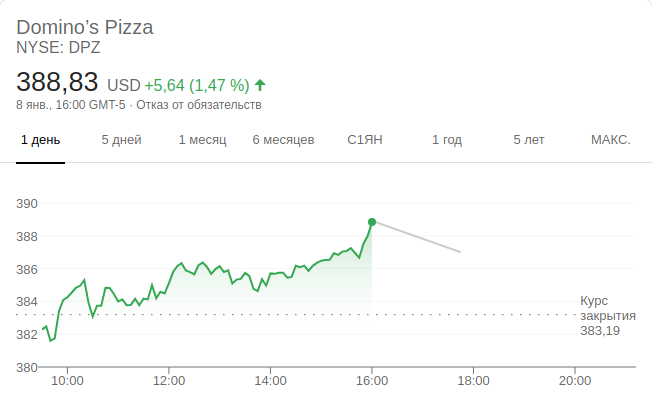 Domino's Pizza
NYSE: DPZ
388,83 USD +5,64 (1,47 %)
8 янв., 16:00 GMT-5 · Отказ от обязательств
1 день 5 дней 1 месяц 6 месяцев С1ЯН 1 год 5 лет МАКС.
390
388
386
384
382
380
Курс
закрытия
383,19
10:00 12:00 14:00 16:00 18:00 20:00